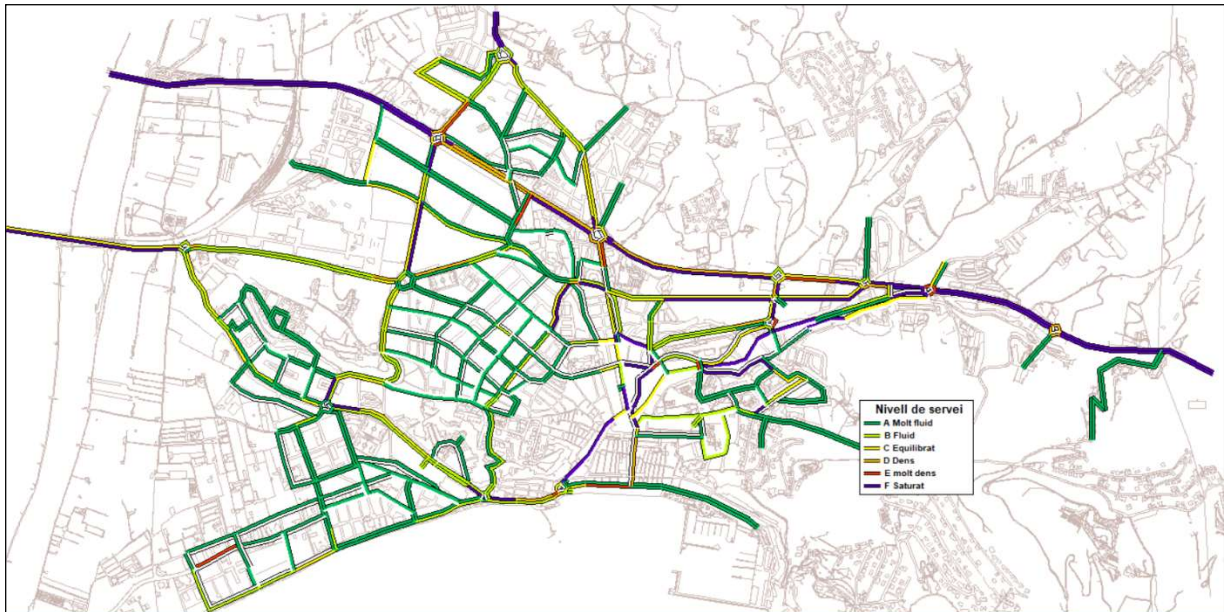 Nivell de servei
A Molt fluid
B Fluid
C Equilibrat
D Dens
E molt dens
F Saturat